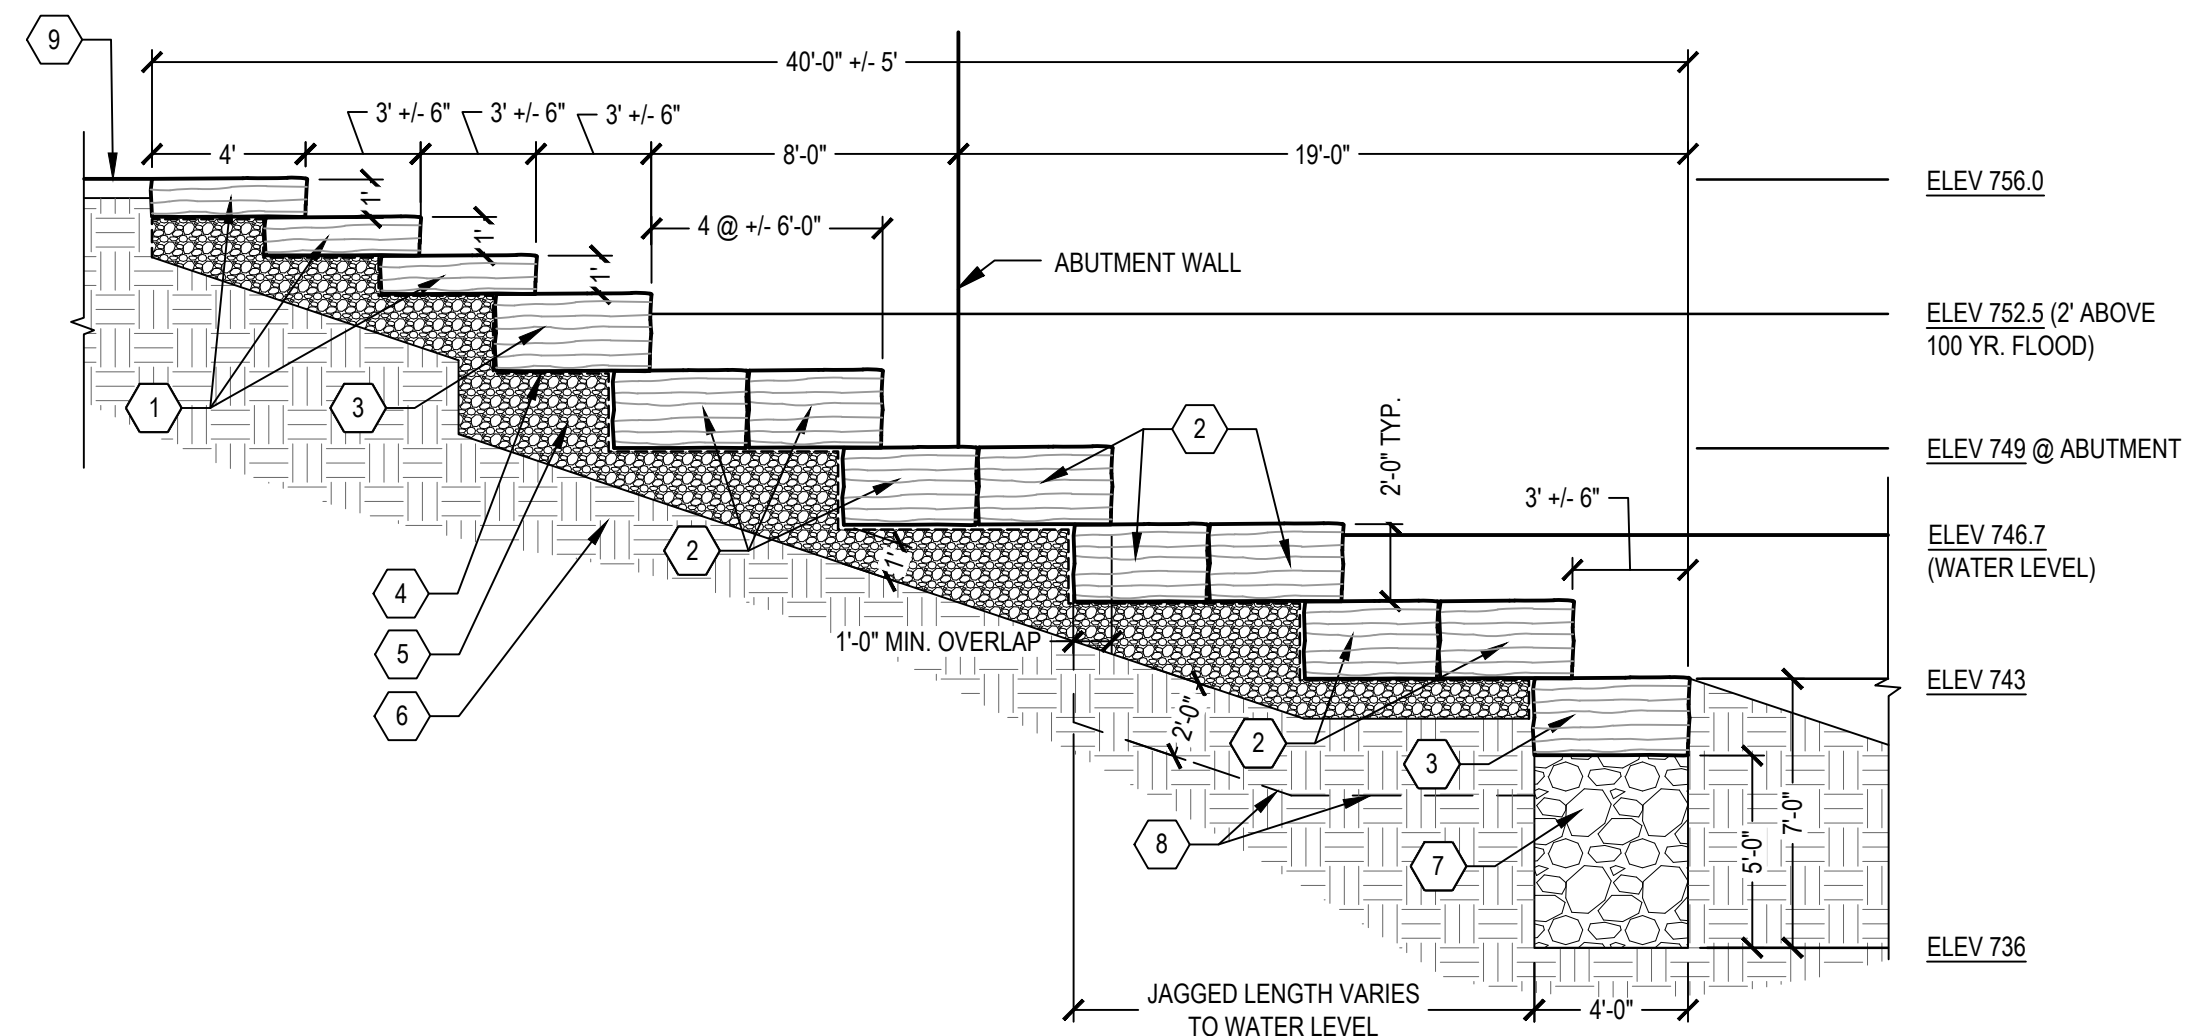 9
40'-0" +/- 5'
3' +/- 6"
3' +/- 6"
3' +/- 6"
4'
8'-0"
19'-0"
1'
ELEV 756.0
4 @ +/- 6'-0"
1'
ABUTMENT WALL
1'
ELEV 752.5 (2' ABOVE
100 YR. FLOOD)
1
3
2
2'-0" TYP.
ELEV 749 @ ABUTMENT
3' +/- 6"
2
1'
ELEV 746.7
(WATER LEVEL)
4
5
1'-0" MIN. OVERLAP
6
2'-0"
2
3
ELEV 743
8
7
5'-0"
7'-0"
ELEV 736
JAGGED LENGTH VARIES
TO WATER LEVEL
4'-0"